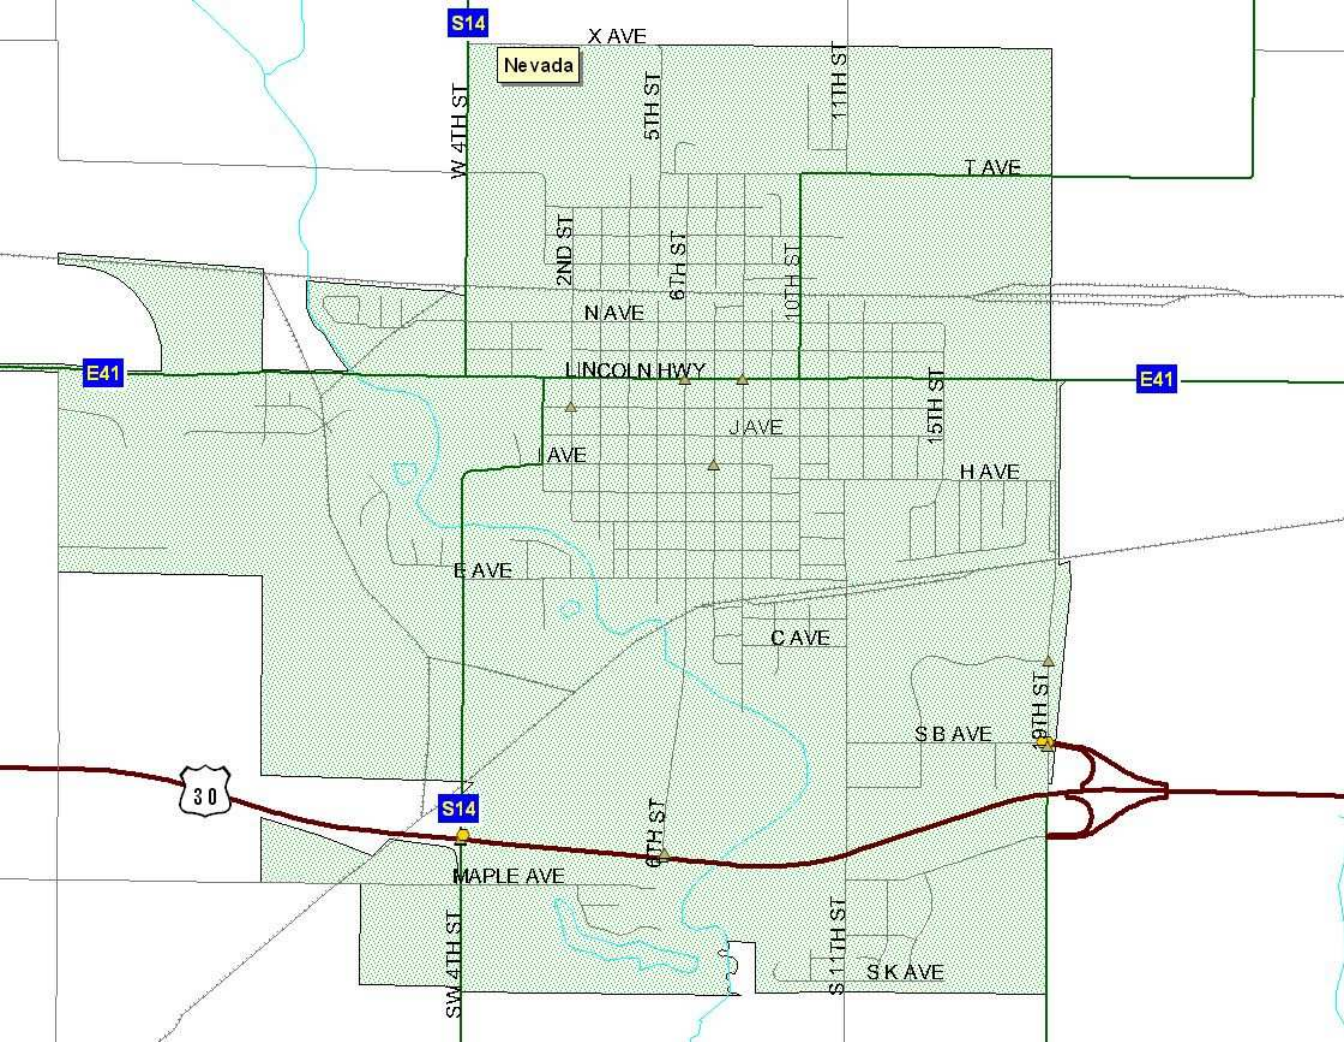 S14
X AVE
Nevada
W 4TH ST
5TH ST
11TH ST
T AVE
2ND ST
6TH ST
10TH ST
N AVE
E41
LINCOLN HWY
E41
15TH ST
J AVE
AVE
H AVE
E AVE
C AVE
19TH ST
S B AVE
30
S14
6TH ST
MAPLE AVE
SW 4TH ST
S 11TH ST
S K AVE